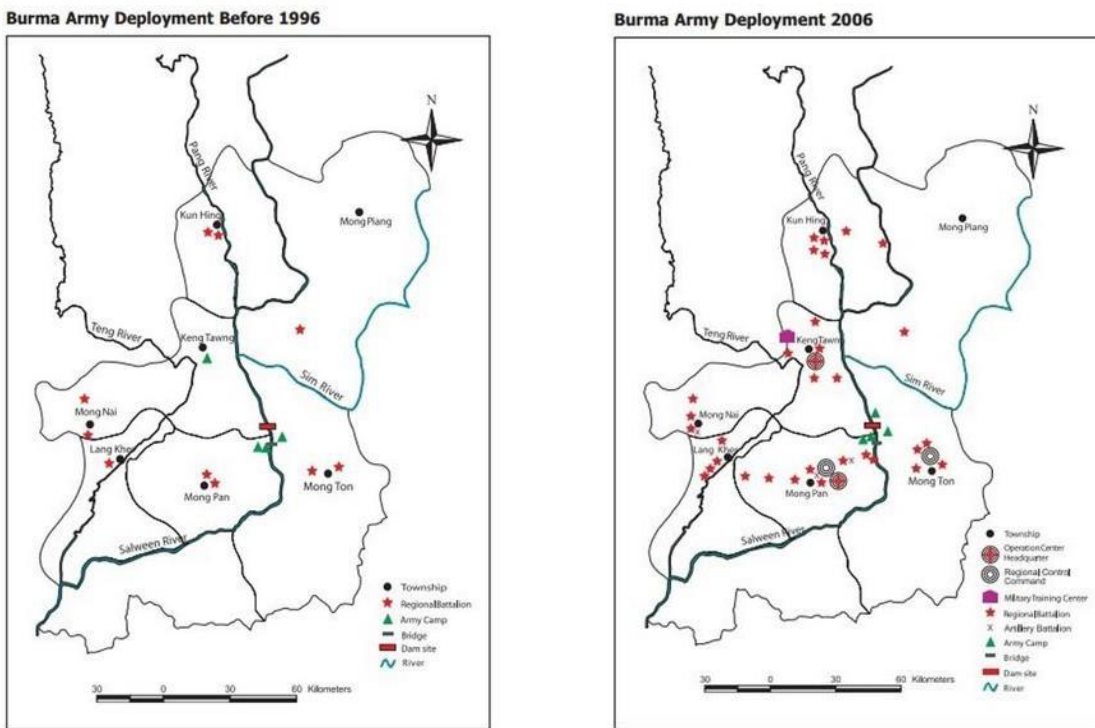 Burma Army Deployment Before 1996
N
Pang River
Kun Hing
Mong Piang
Teng River
Keng Tawng
Sim River
Mong Nai
Lang Kher
Mong Pan
Mong Ton
Salween River
Township
Regional Battalion
Army Camp
Bridge
Dam site
River
30 0 30 60 Kilometers
Burma Army Deployment 2006
N
Pang River
Kun Hing
Mong Piang
Teng River
Keng Tawng
Sim River
Mong Nai
Lang Kher
Mong Pan
Mong Ton
Salween River
Township
Operation Center
Headquarter
Regional Control
Command
Military Training Center
Regional Battalion
Artillery Battalion
Army Camp
Bridge
Dam site
River
30 0 30 60 Kilometers